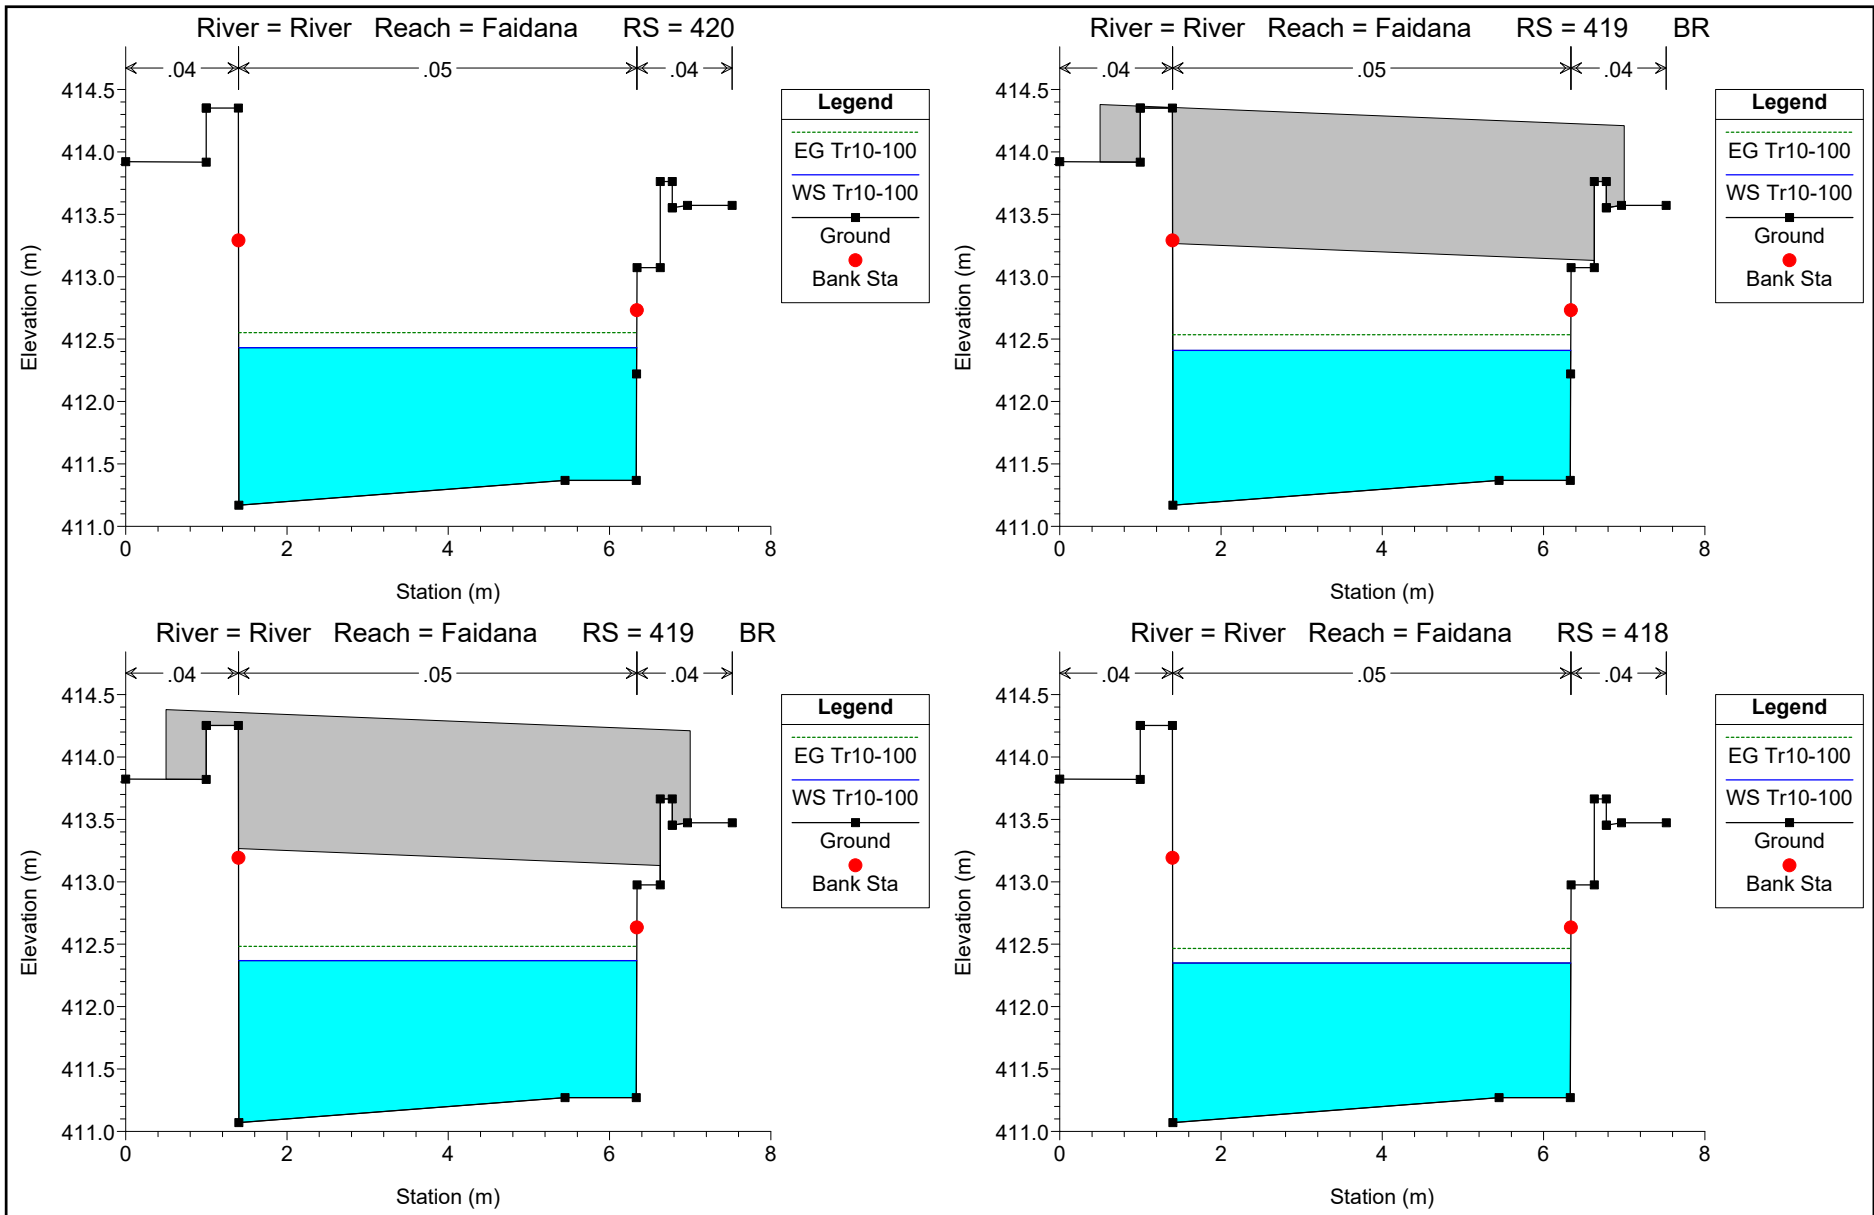 River = River Reach = Faidana RS = 420
.04 .05 .04
414.5
414.0
413.5
413.0
412.5
412.0
411.5
411.0
Elevation (m)
0 2 4 6 8
Station (m)
Legend
EG Tr10-100
WS Tr10-100
Ground
Bank Sta
River = River Reach = Faidana RS = 419 BR
.04 .05 .04
414.5
414.0
413.5
413.0
412.5
412.0
411.5
411.0
Elevation (m)
0 2 4 6 8
Station (m)
Legend
EG Tr10-100
WS Tr10-100
Ground
Bank Sta
River = River Reach = Faidana RS = 419 BR
.04 .05 .04
414.5
414.0
413.5
413.0
412.5
412.0
411.5
411.0
Elevation (m)
0 2 4 6 8
Station (m)
Legend
EG Tr10-100
WS Tr10-100
Ground
Bank Sta
River = River Reach = Faidana RS = 418
.04 .05 .04
414.5
414.0
413.5
413.0
412.5
412.0
411.5
411.0
Elevation (m)
0 2 4 6 8
Station (m)
Legend
EG Tr10-100
WS Tr10-100
Ground
Bank Sta